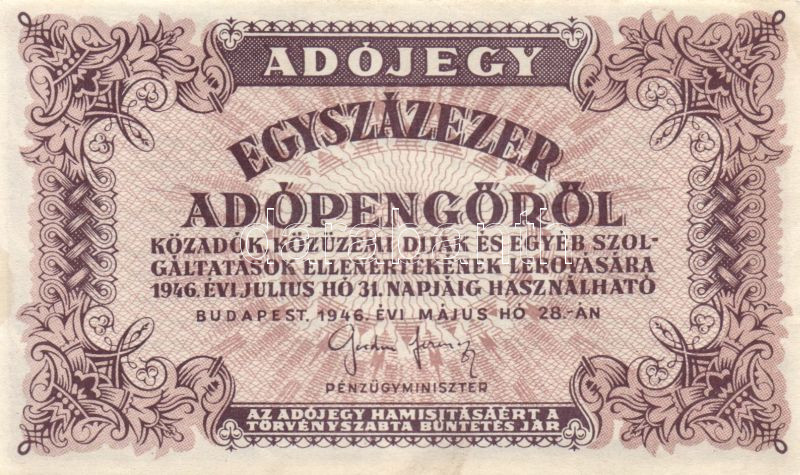 ADÓJEGY
EGYSZÁZEZER
ADÓPENGŐRŐL
KÖZADÓK, KÖZÜZEMI DIJAK ÉS EGYÉB SZOL-
GÁLTATÁSOK ELLENÉRTÉKÉNEK LEROVÁSÁRA
1946. ÉVI JULIUS HÓ 31. NAPJÁIG HASZNÁLHATÓ
BUDAPEST, 1946. ÉVI MÁJUS HÓ 28.-ÁN
PÉNZÜGYMINISZTER
AZ ADÓJEGY HAMISITÁSÁÉRT A
TÖRVÉNYSZABTA BÜNTETÉS JÁR